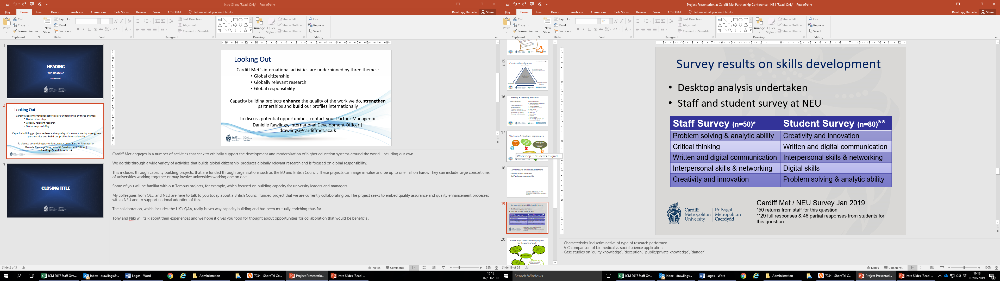 Intro Slides [Read-Only] - PowerPoint
File Home Insert Design Transitions Animations Slide Show Review View ACROBAT Tell me what you want to do...
Rawlings, Danielle Share
Paste
Cut
Copy
Format Painter
Clipboard
New Slide
Layout
Reset
Section
Slides
Font
Text Direction
Align Text
Convert to SmartArt
Paragraph
Arrange
Quick Styles
Shape Fill
Shape Outline
Shape Effects
Drawing
Find
Replace
Select
Editing
1
HEADING
SUB HEADING
SUB HEADING
2
Looking Out
Cardiff Met's international activities are underpinned by three themes:
• Global citizenship
• Globally relevant research
• Global responsibility
Capacity building projects enhance the quality of the work we do, strengthen
partnerships and build our profiles internationally
To discuss potential opportunities, contact your Partner Manager or
Danielle Rawlings, International Development Officer |
drawlings@cardiffmet.ac.uk
3
CLOSING TITLE
Looking Out
Cardiff Met's international activities are underpinned by three themes:
• Global citizenship
• Globally relevant research
• Global responsibility
Capacity building projects enhance the quality of the work we do, strengthen
partnerships and build our profiles internationally
To discuss potential opportunities, contact your Partner Manager or
Danielle Rawlings, International Development Officer |
drawlings@cardiffmet.ac.uk
Cardiff Met engages in a number of activities that seek to ethically support the development and modernisation of higher education systems around the world –including our own.
We do this through a wide variety of activities that builds global citizenship, produces globally relevant research and is focused on global responsibility.
This includes through capacity building projects, that are funded through organisations such as the EU and British Council. These projects can range in value and be up to one million Euros. They can include large consortiums
of universities working together or may involve universities working one on one.
Some of you will be familiar with our Tempus projects, for example, which focused on building capacity for university leaders and managers.
My colleagues from QED and NEU are here to talk to you today about a British Council funded project that we are currently collaborating on. The project seeks to embed quality assurance and quality enhancement processes
within NEU and to support national adoption of this.
The collaboration, which includes the UK's QAA, really is two way capacity building and has been mutually enriching thus far.
Tony and Niki will talk about their experiences and we hope it gives you food for thought about opportunities for collaboration that would be beneficial.
Slide 2 of 3
Notes Comments 52%
Project Presentation at Cardiff Met Partnership Conference +NB1 [Read-Only] - PowerPoint
File Home Insert Design Transitions Animations Slide Show Review View ACROBAT Tell me what you want to do...
Rawlings, Danielle Share
Paste
Cut
Copy
Format Painter
Clipboard
New Slide
Layout
Reset
Section
Slides
32
Font
Text Direction
Align Text
Convert to SmartArt
Paragraph
Arrange
Quick Styles
Shape Fill
Shape Outline
Shape Effects
Drawing
Find
Replace
Select
Editing
15
Constructive alignment
16
Learning & teaching activities
17
Workshop 3: Students as graduates
Workshop 3: Students as gradu...
18
Survey results on skills development
• Desktop analysis undertaken
• Staff and student survey at NEU
19
Survey results on skills development
• Desktop analysis undertaken
• Staff and student survey at NEU
20
In what ways can students be prepared
for the world of work
Survey results on skills development
• Desktop analysis undertaken
• Staff and student survey at NEU
Staff Survey (n=50)* Student Survey (n=80)**
Problem solving & analytic ability Creativity and innovation
Critical thinking Written and digital communication
Written and digital communication Interpersonal skills & networking
Interpersonal skills & networking Digital skills
Creativity and innovation Problem solving & analytic ability
Cardiff Metropolitan University
Prifysgol Metropolitan Caerdydd
Cardiff Met / NEU Survey Jan 2019
*50 returns from staff for this question
**29 full responses & 46 partial responses from students for
this question
- Characteristics indiscriminative of type of research performed.
- VIC comparison of biomedical vs social science application.
- Case studies on 'guilty knowledge', 'deception', 'public/private knowledge', 'danger'.
Slide 19 of 26
Notes Comments 100%
ICM 2017 Staff Ove... Inbox - drawlings@... Logos - Word Administration 7034 - ShoreTel Co... Project Presentatio... Intro Slides [Read-...
16:18
07/03/2019
Search Windows
ICM 2017 Staff Ov... Inbox - drawlings... Logos - Word Administration 7034 - ShoreTel C... Project Presentati... Intro Slides [Read-...
16:18
07/03/2019